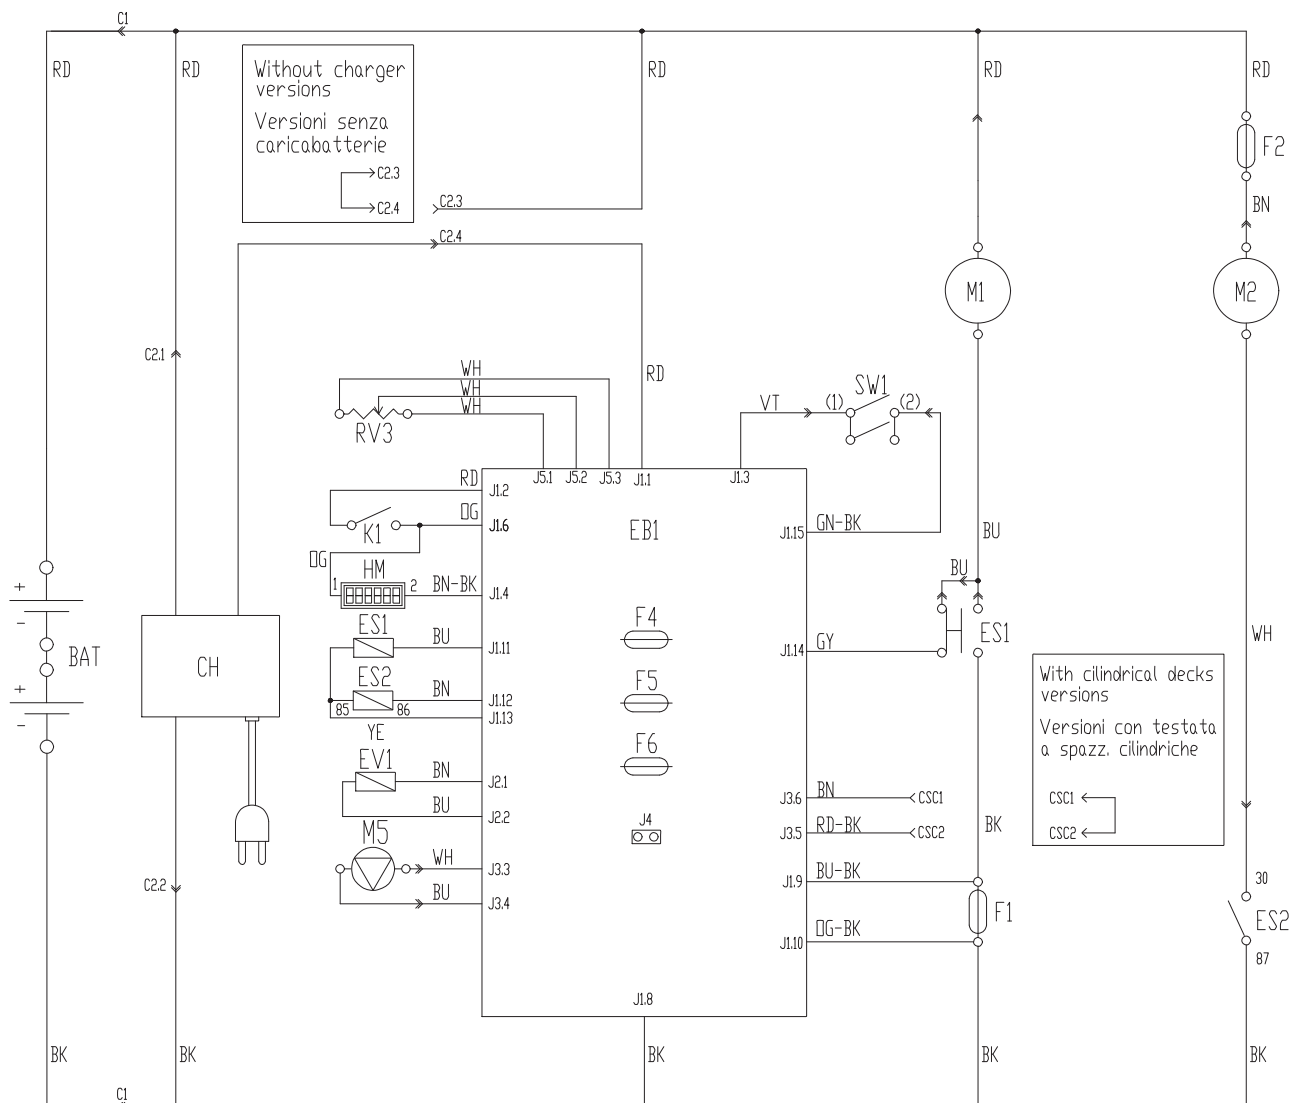 C1
RD
RD
RD
RD
RD
Without charger
versions
Versioni senza
caricabatterie
C2.3
C2.4
C2.3
C2.4
F2
BN
M1
M2
C2.1
WH
WH
WH
RV3
RD
VT
(1)
SW1
(2)
J5.1
J5.2
J5.3
J1.1
J1.3
RD
J1.2
OG
J1.6
K1
EB1
J1.15
GN-BK
BU
OG
HM
1
2
BN-BK
J1.4
BU
+
-
ES1
BU
J1.11
F4
J1.14
GY
ES1
WH
BAT
CH
+
-
ES2
85
86
BN
J1.12
J1.13
F5
YE
EV1
BN
J2.1
F6
BU
J2.2
With cilindrical decks
versions
Versioni con testata
a spazz. cilindriche
CSC1
CSC2
J3.6
BN
CSC1
J3.5
RD-BK
CSC2
BK
J4
M5
WH
J3.3
BU
J3.4
J1.9
BU-BK
F1
J1.10
OG-BK
C2.2
30
ES2
87
J1.8
BK
BK
BK
BK
BK
C1